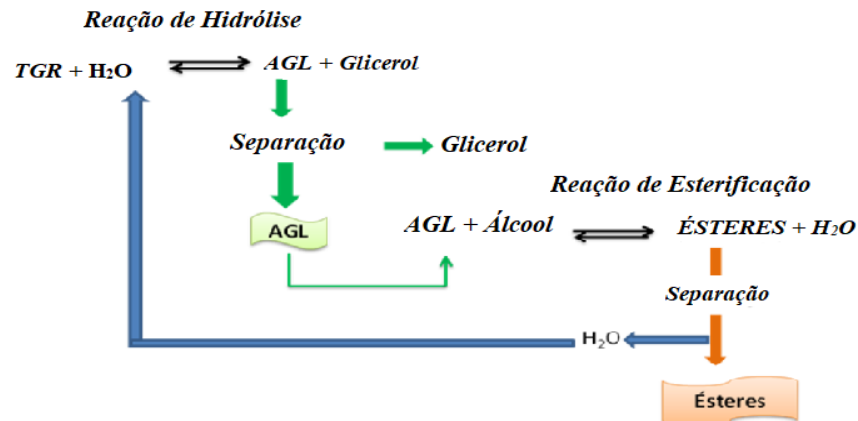 Reação de Hidrólise
TGR + H₂O
AGL + Glicerol
Separação
Glicerol
AGL
Reação de Esterificação
AGL + Álcool
ÉSTERES + H₂O
Separação
H₂O
Ésteres